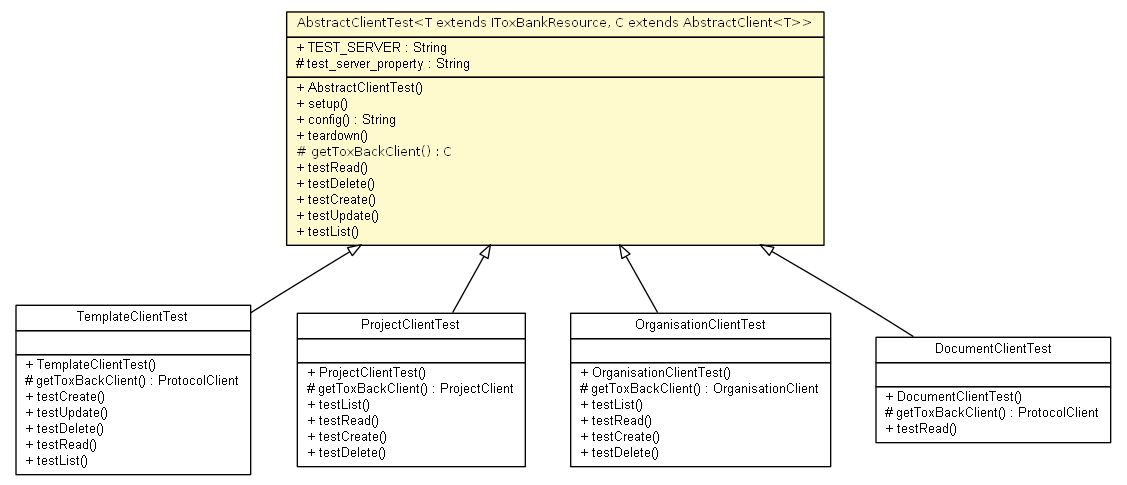 AbstractClientTest<T extends IToxBankResource, C extends AbstractClient<T>>
+ TEST_SERVER : String
# test_server_property : String
+ AbstractClientTest()
+ setup()
+ config() : String
+ teardown()
# getToxBackClient() : C
+ testRead()
+ testDelete()
+ testCreate()
+ testUpdate()
+ testList()
TemplateClientTest
+ TemplateClientTest()
# getToxBackClient() : ProtocolClient
+ testCreate()
+ testUpdate()
+ testDelete()
+ testRead()
+ testList()
ProjectClientTest
+ ProjectClientTest()
# getToxBackClient() : ProjectClient
+ testList()
+ testRead()
+ testCreate()
+ testDelete()
OrganisationClientTest
+ OrganisationClientTest()
# getToxBackClient() : OrganisationClient
+ testList()
+ testRead()
+ testCreate()
+ testDelete()
DocumentClientTest
+ DocumentClientTest()
# getToxBackClient() : ProtocolClient
+ testRead()